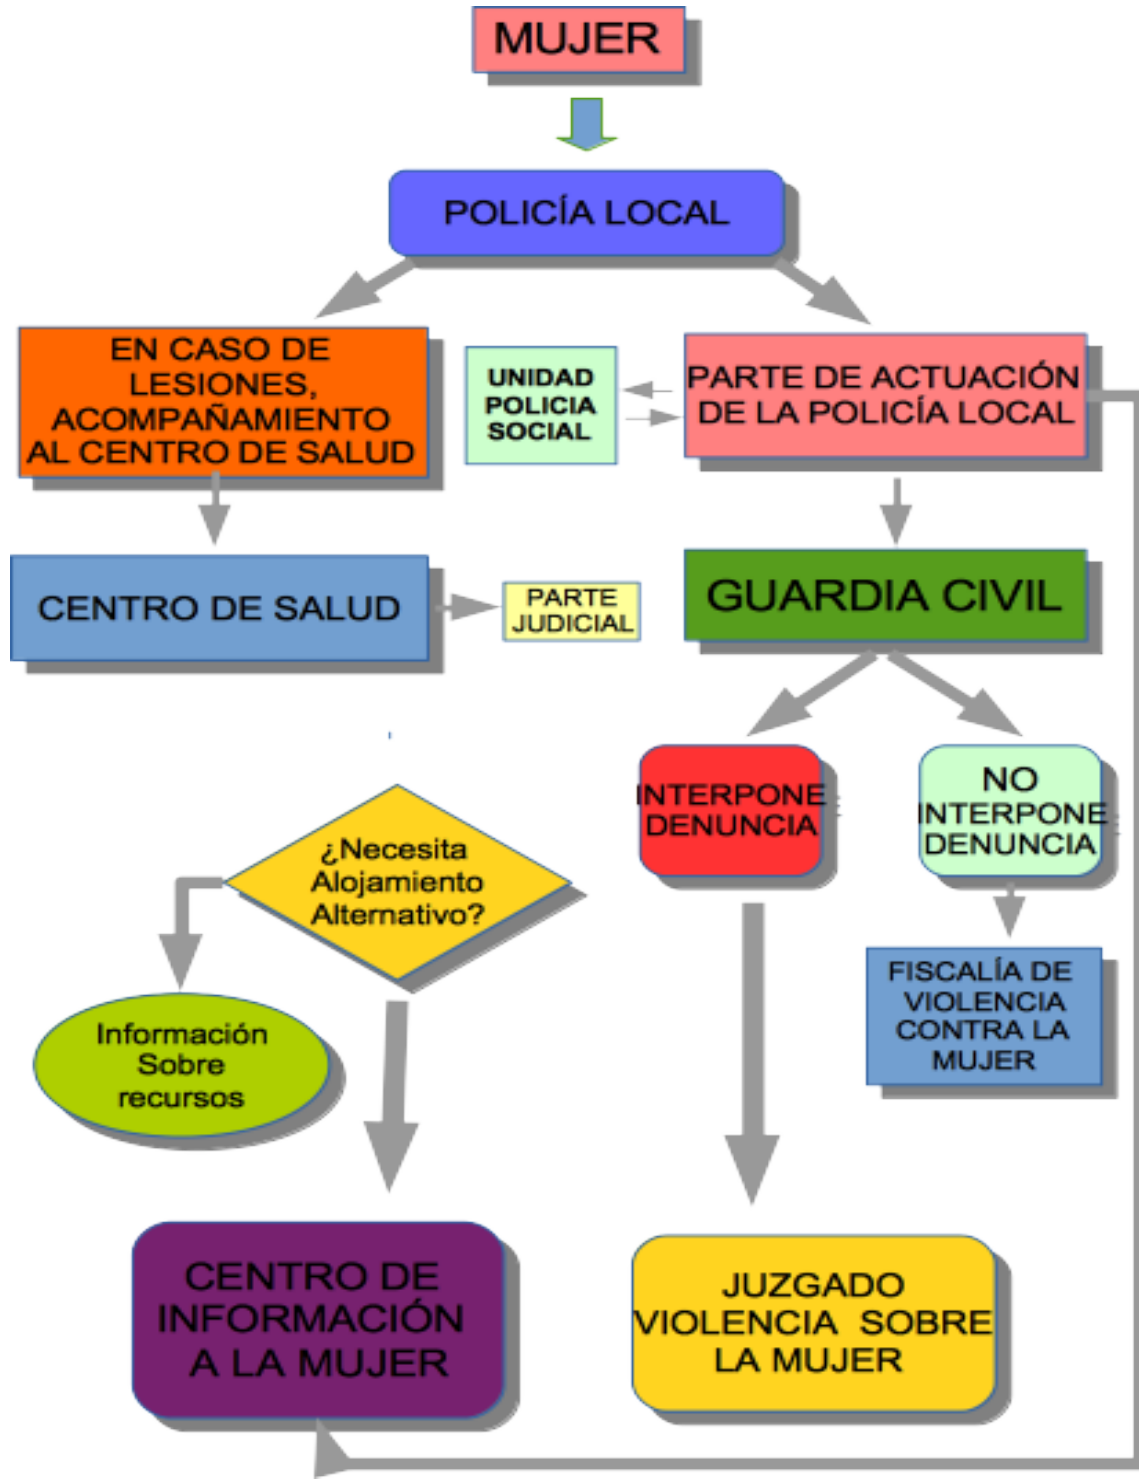 MUJER
POLICÍA LOCAL
EN CASO DE
LESIONES,
ACOMPAÑAMIENTO
AL CENTRO DE SALUD
UNIDAD
POLICIA
SOCIAL
PARTE DE ACTUACIÓN
DE LA POLICÍA LOCAL
CENTRO DE SALUD
PARTE
JUDICIAL
GUARDIA CIVIL
INTERPONE
DENUNCIA
NO
INTERPONE
DENUNCIA
¿Necesita
Alojamiento
Alternativo?
FISCALÍA DE
VIOLENCIA
CONTRA LA
MUJER
Información
Sobre
recursos
CENTRO DE
INFORMACIÓN
A LA MUJER
JUZGADO
VIOLENCIA SOBRE
LA MUJER